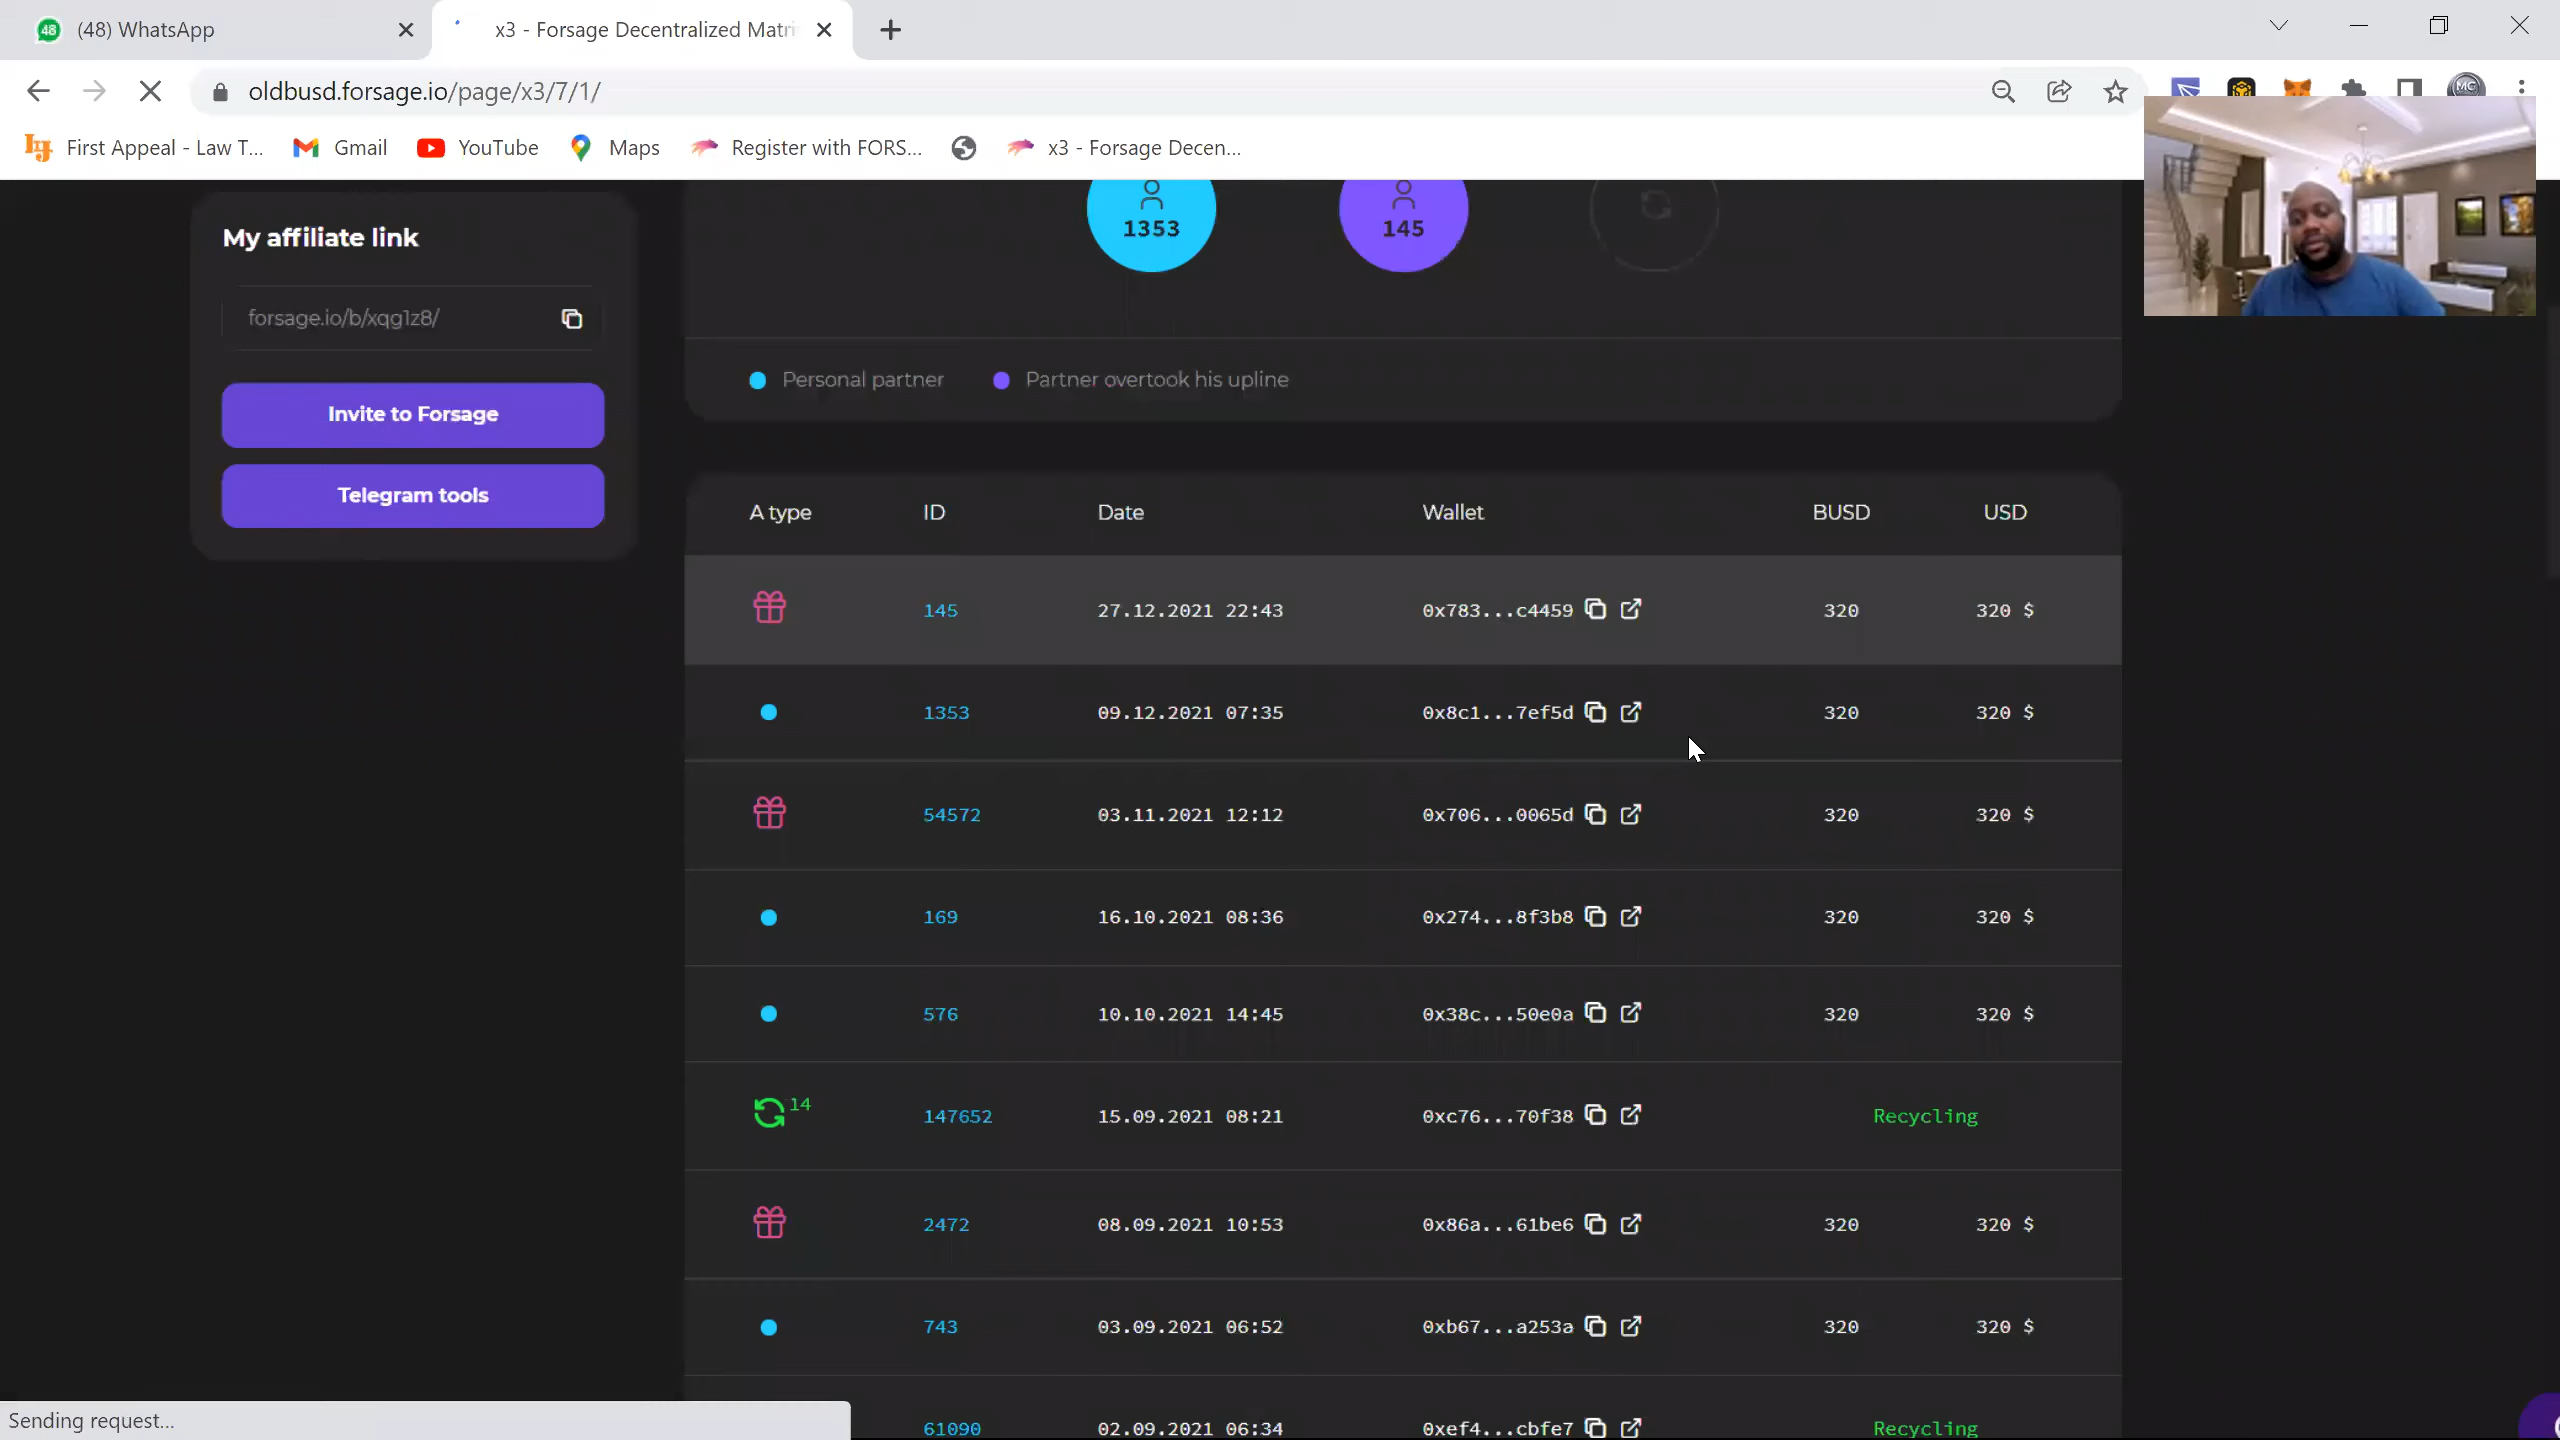 48 (48) WhatsApp
x3 - Forsage Decentralized Matri
oldbusd.forsage.io/page/x3/7/1/
MC
First Appeal - Law T...
Gmail
YouTube
Maps
Register with FORS...
x3 - Forsage Decen...
My affiliate link
forsage.io/b/xqg1z8/
Invite to Forsage
Telegram tools
1353
145
Personal partner
Partner overtook his upline
A type ID Date Wallet BUSD USD
145 27.12.2021 22:43 0x783...c4459 320 320 $
1353 09.12.2021 07:35 0x8c1...7ef5d 320 320 $
54572 03.11.2021 12:12 0x706...0065d 320 320 $
169 16.10.2021 08:36 0x274...8f3b8 320 320 $
576 10.10.2021 14:45 0x38c...50e0a 320 320 $
14 147652 15.09.2021 08:21 0xc76...70f38 Recycling
2472 08.09.2021 10:53 0x86a...61be6 320 320 $
743 03.09.2021 06:52 0xb67...a253a 320 320 $
61090 02.09.2021 06:34 0xef4...cbfe7 Recycling
Sending request...